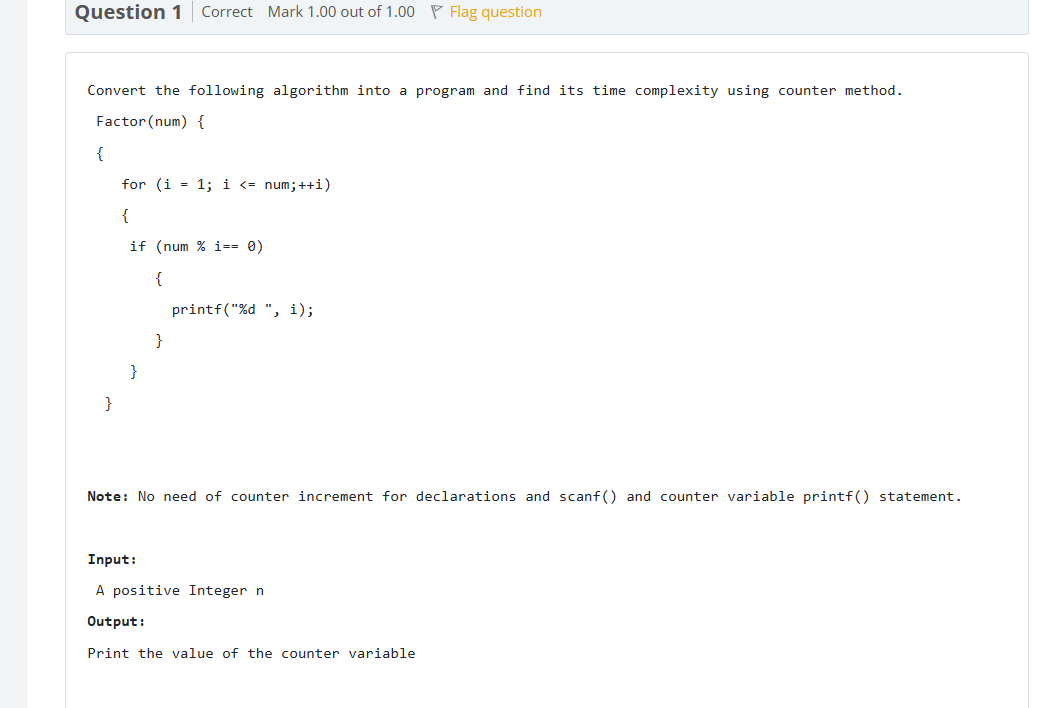 Question 1 Correct Mark 1.00 out of 1.00 Flag question
Convert the following algorithm into a program and find its time complexity using counter method.
Factor(num) {
{
for (i = 1; i <= num;++i)
{
if (num % i== 0)
{
printf("%d ", i);
}
}
}
Note: No need of counter increment for declarations and scanf() and counter variable printf() statement.
Input:
A positive Integer n
Output:
Print the value of the counter variable